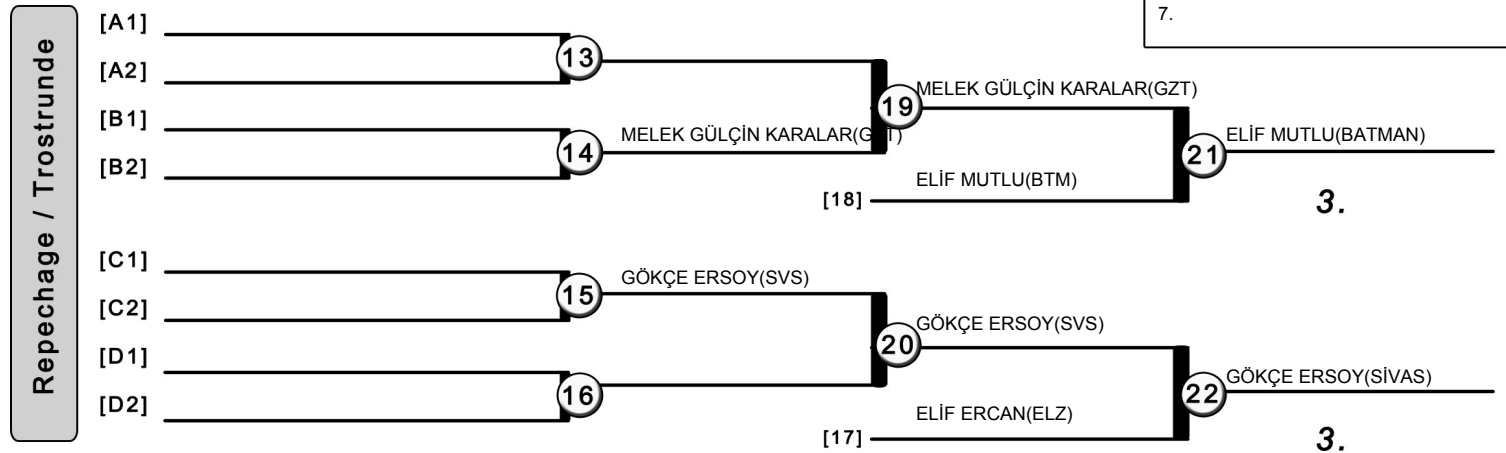 7.
Repechage / Trostrunde
[A1]
[A2]
13
[B1]
[B2]
14
MELEK GÜLÇİN KARALAR(GZT)
19
MELEK GÜLÇİN KARALAR(GZT)
[18]
ELİF MUTLU(BTM)
21
ELİF MUTLU(BATMAN)
3.
[C1]
[C2]
15
GÖKÇE ERSOY(SVS)
[D1]
[D2]
16
20
GÖKÇE ERSOY(SVS)
[17]
ELİF ERCAN(ELZ)
22
GÖKÇE ERSOY(SİVAS)
3.